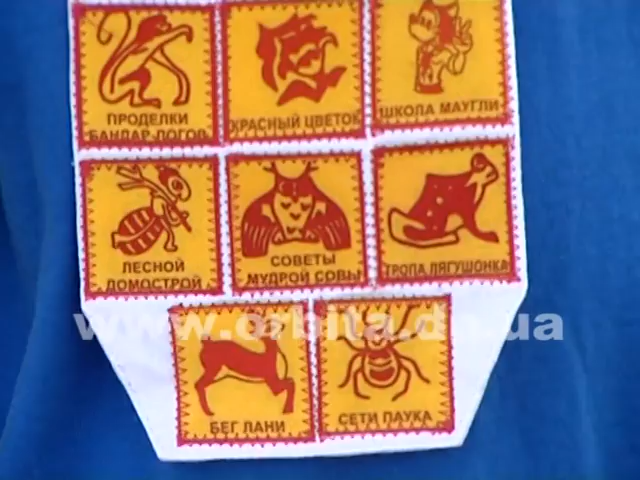 ПРОДЕЛКИ
БАНДАР-ЛОГОВ
КРАСНЫЙ ЦВЕТОК
ШКОЛА МАУГЛИ
ЛЕСНОЙ
ДОМОСТРОЙ
СОВЕТЫ
МУДРОЙ СОВЫ
ТРОПА ЛЯГУШОНКА
www.orbita.dn.ua
БЕГ ЛАНИ
СЕТИ ПАУКА